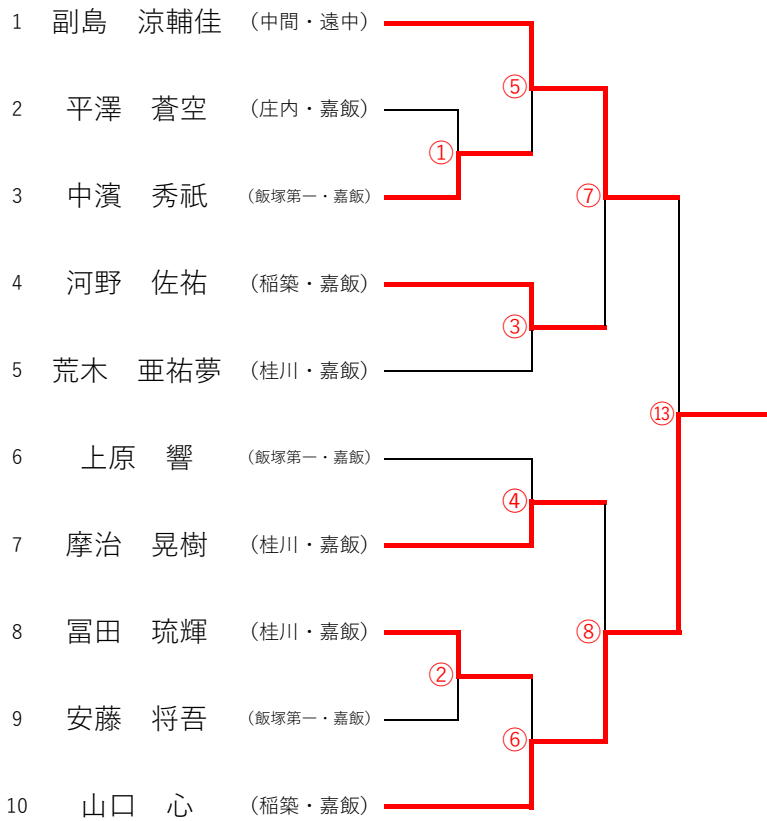 1 副島 涼輔佳 （中間・遠中）
⑤
2 平澤 蒼空 （庄内・嘉飯）
①
3 中濱 秀祇 （飯塚第一・嘉飯）
⑦
4 河野 佐祐 （稲築・嘉飯）
③
5 荒木 亜祐夢 （桂川・嘉飯）
⑬
6 上原 響 （飯塚第一・嘉飯）
④
7 摩治 晃樹 （桂川・嘉飯）
8 冨田 琉輝 （桂川・嘉飯）
⑧
②
9 安藤 将吾 （飯塚第一・嘉飯）
⑥
10 山口 心 （稲築・嘉飯）